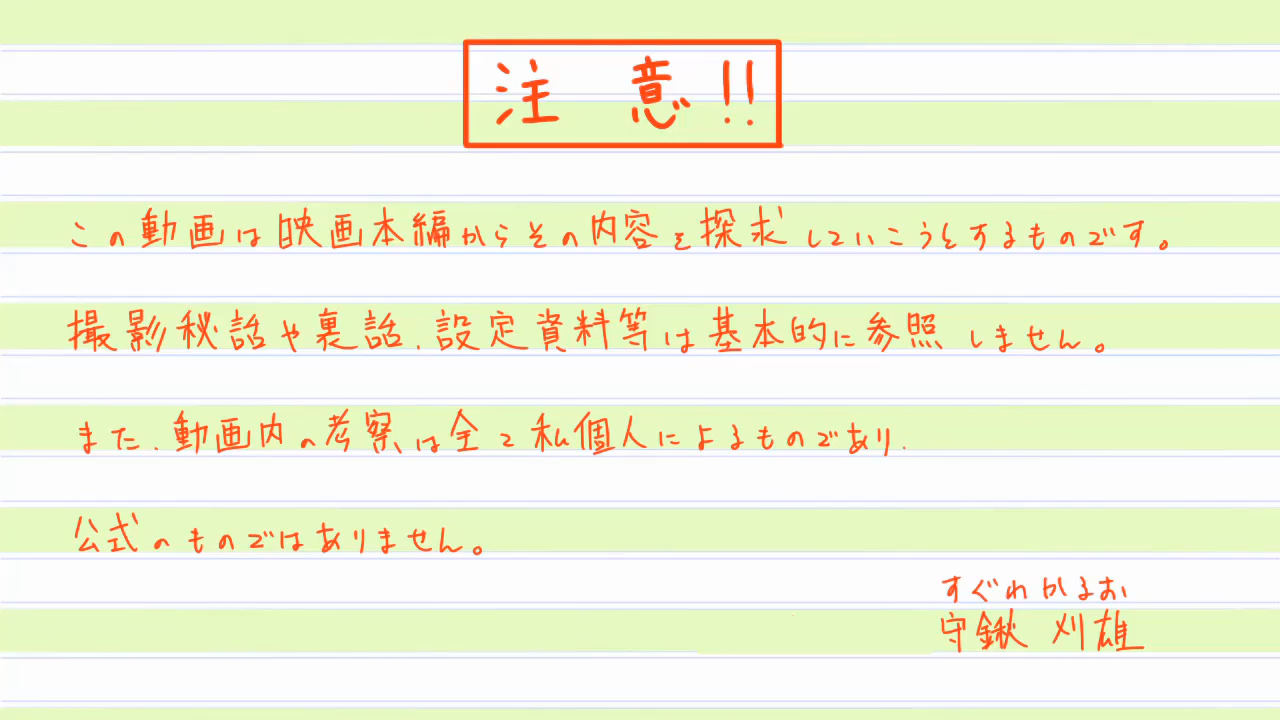 注 意!!
この動画は映画本編からその内容を探求していこうとするものです。
撮影秘話や裏話、設定資料等は基本的に参照しません。
また、動画内の考察は全て私個人によるものであり、
公式のものではありません。
すぐわかるお
守鍬 刈雄